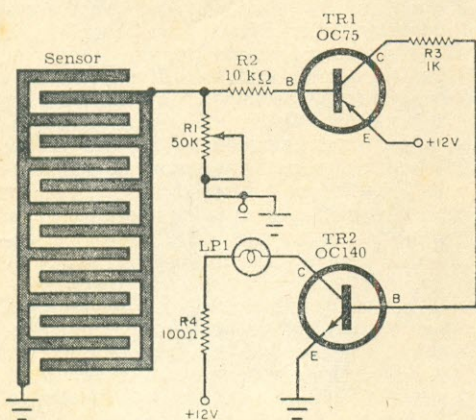 Sensor
R2
10 kΩ
TR1
OC75
B
C
E
R3
1K
+12V
R1
50K
LP1
TR2
OC140
C
B
E
R4
100Ω
+12V